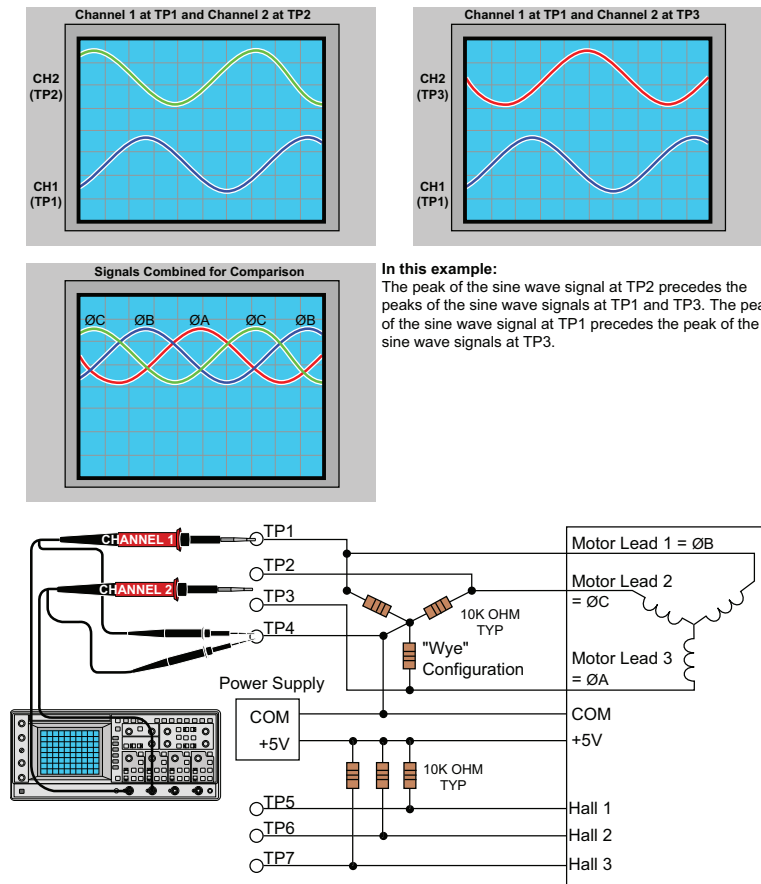 Channel 1 at TP1 and Channel 2 at TP2
CH2
(TP2)
CH1
(TP1)
Channel 1 at TP1 and Channel 2 at TP3
CH2
(TP3)
CH1
(TP1)
Signals Combined for Comparison
ØC ØB ØA ØC ØB
In this example:
The peak of the sine wave signal at TP2 precedes the
peaks of the sine wave signals at TP1 and TP3. The pea
of the sine wave signal at TP1 precedes the peak of the
sine wave signals at TP3.
CHANNEL 1
CHANNEL 2
TP1
TP2
TP3
TP4
10K OHM
TYP
"Wye"
Configuration
Motor Lead 1 = ØB
Motor Lead 2
= ØC
Motor Lead 3
= ØA
Power Supply
COM
+5V
COM
+5V
10K OHM
TYP
TP5
TP6
TP7
Hall 1
Hall 2
Hall 3